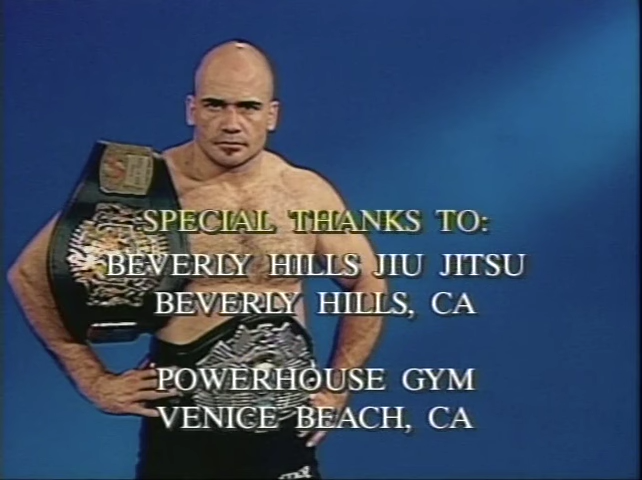 SPECIAL THANKS TO:
BEVERLY HILLS JIU JITSU
BEVERLY HILLS, CA
POWERHOUSE GYM
VENICE BEACH, CA